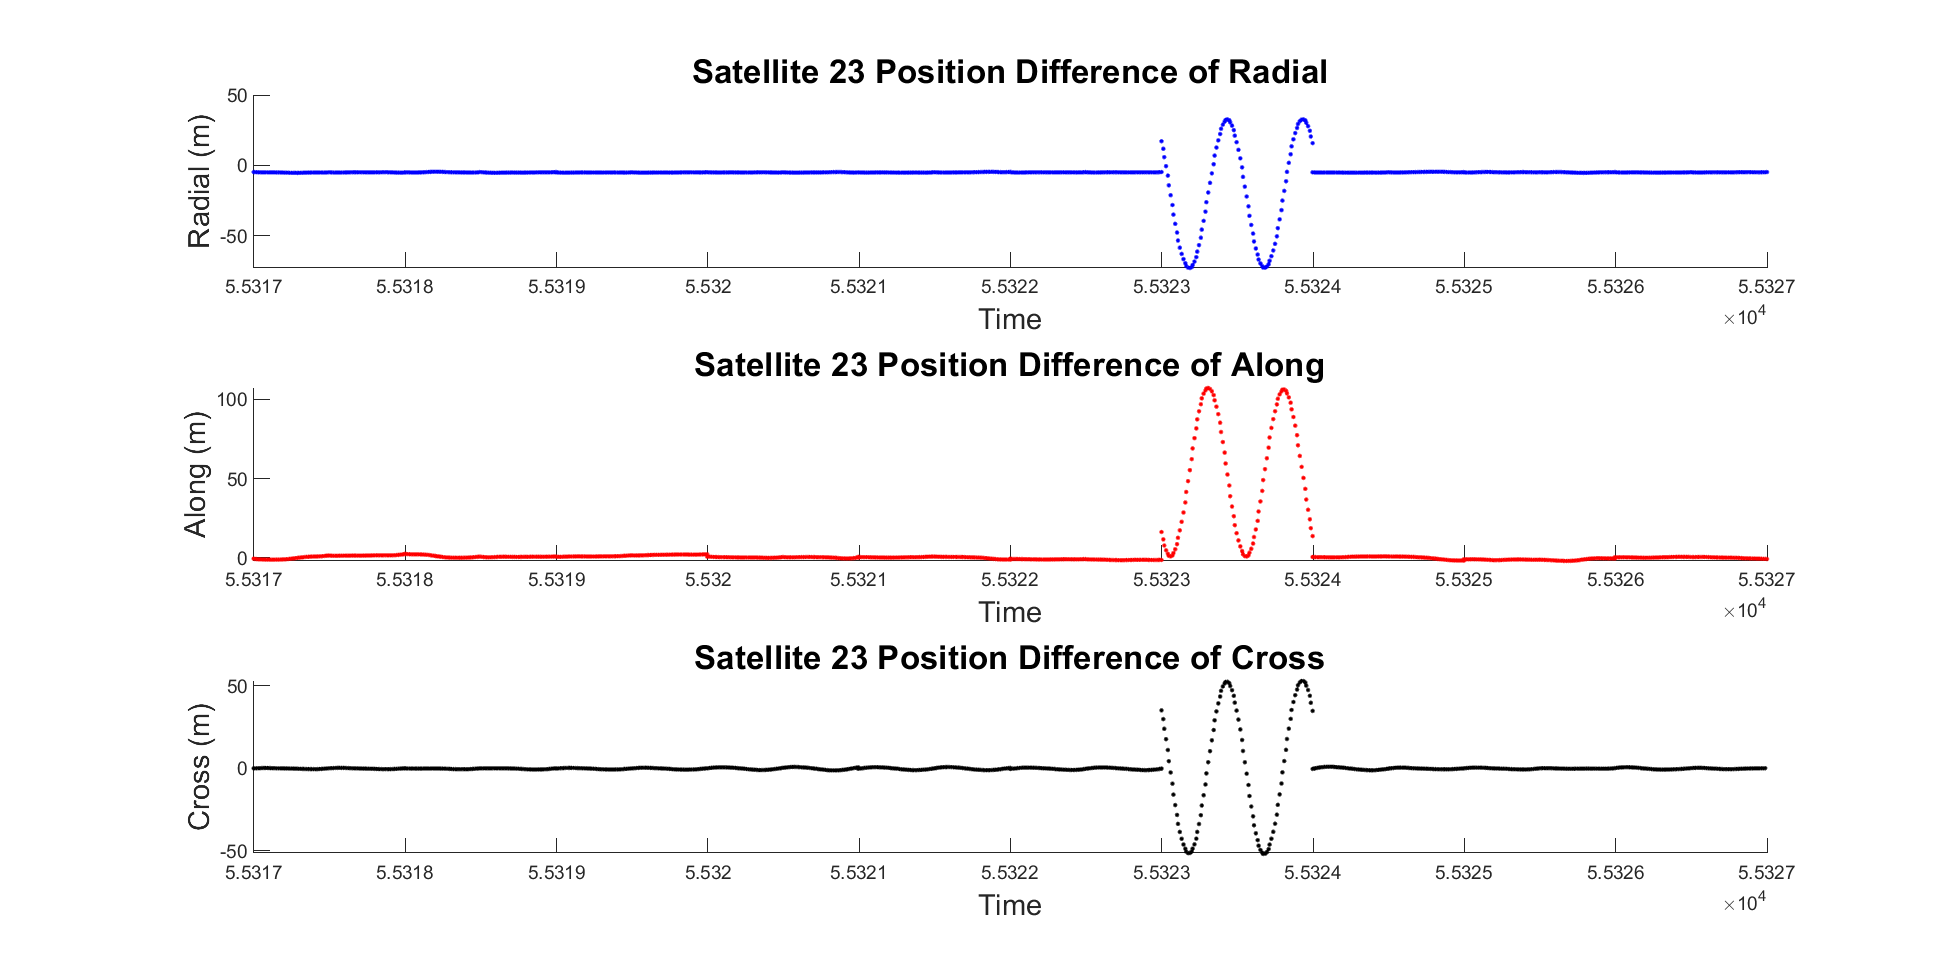 Satellite 23 Position Difference of Radial
50
0
-50
Radial (m)
5.5317 5.5318 5.5319 5.532 5.5321 5.5322 5.5323 5.5324 5.5325 5.5326 5.5327
Time
×10⁴
Satellite 23 Position Difference of Along
100
50
0
Along (m)
5.5317 5.5318 5.5319 5.532 5.5321 5.5322 5.5323 5.5324 5.5325 5.5326 5.5327
Time
×10⁴
Satellite 23 Position Difference of Cross
50
0
-50
Cross (m)
5.5317 5.5318 5.5319 5.532 5.5321 5.5322 5.5323 5.5324 5.5325 5.5326 5.5327
Time
×10⁴